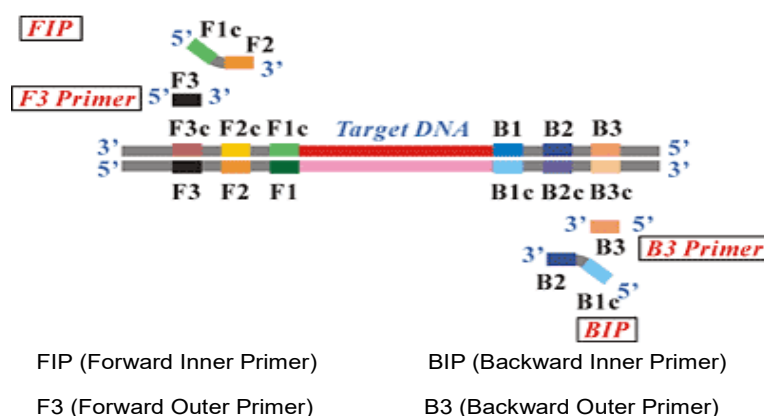 FIP
5’ F1c F2 3’
F3
F3 Primer 5’ 3’
F3c F2c F1c Target DNA B1 B2 B3
3’ 5’
5’ 3’
F3 F2 F1 B1c B2c B3c
3’ 5’
B3 B3 Primer
3’
B2
5’
B1c
BIP
FIP (Forward Inner Primer) BIP (Backward Inner Primer)
F3 (Forward Outer Primer) B3 (Backward Outer Primer)